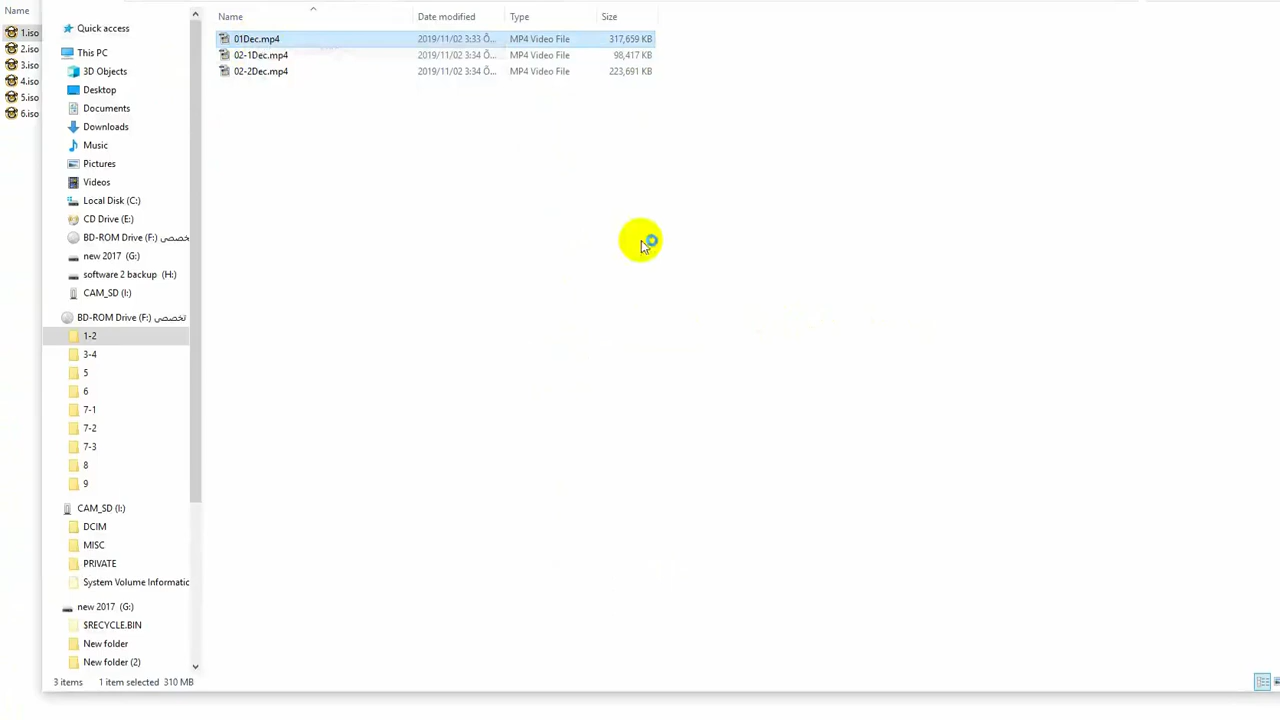 Name
1.iso
2.iso
3.iso
4.iso
5.iso
6.iso
Quick access
This PC
3D Objects
Desktop
Documents
Downloads
Music
Pictures
Videos
Local Disk (C:)
CD Drive (E:)
BD-ROM Drive (F:) تخصصی
new 2017 (G:)
software 2 backup (H:)
CAM_SD (I:)
BD-ROM Drive (F:) تخصصی
1-2
3-4
5
6
7-1
7-2
7-3
8
9
CAM_SD (I:)
DCIM
MISC
PRIVATE
System Volume Informatic
new 2017 (G:)
$RECYCLE.BIN
New folder
New folder (2)
Name Date modified Type Size
01Dec.mp4 2019/11/02 3:33 Õ... MP4 Video File 317,659 KB
02-1Dec.mp4 2019/11/02 3:34 Õ... MP4 Video File 98,417 KB
02-2Dec.mp4 2019/11/02 3:34 Õ... MP4 Video File 223,691 KB
3 items 1 item selected 310 MB